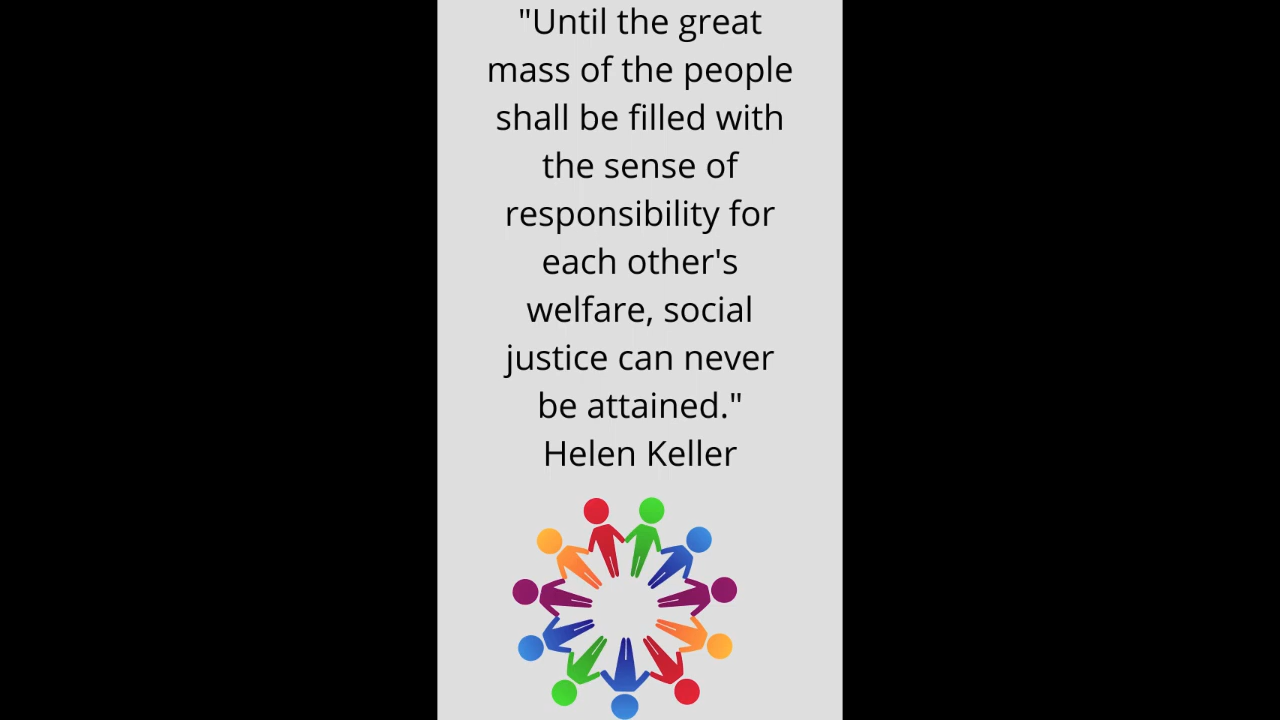 "Until the great
mass of the people
shall be filled with
the sense of
responsibility for
each other's
welfare, social
justice can never
be attained."
Helen Keller